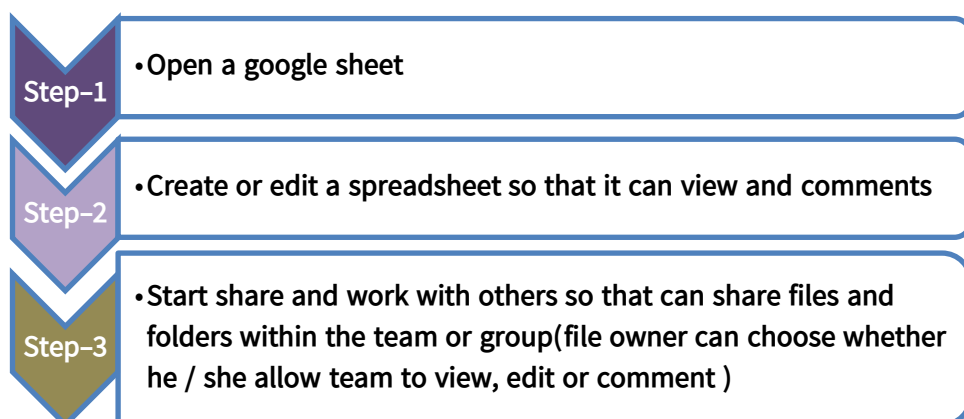 Step–1
•Open a google sheet
Step–2
•Create or edit a spreadsheet so that it can view and comments
Step–3
•Start share and work with others so that can share files and
folders within the team or group(file owner can choose whether
he / she allow team to view, edit or comment )